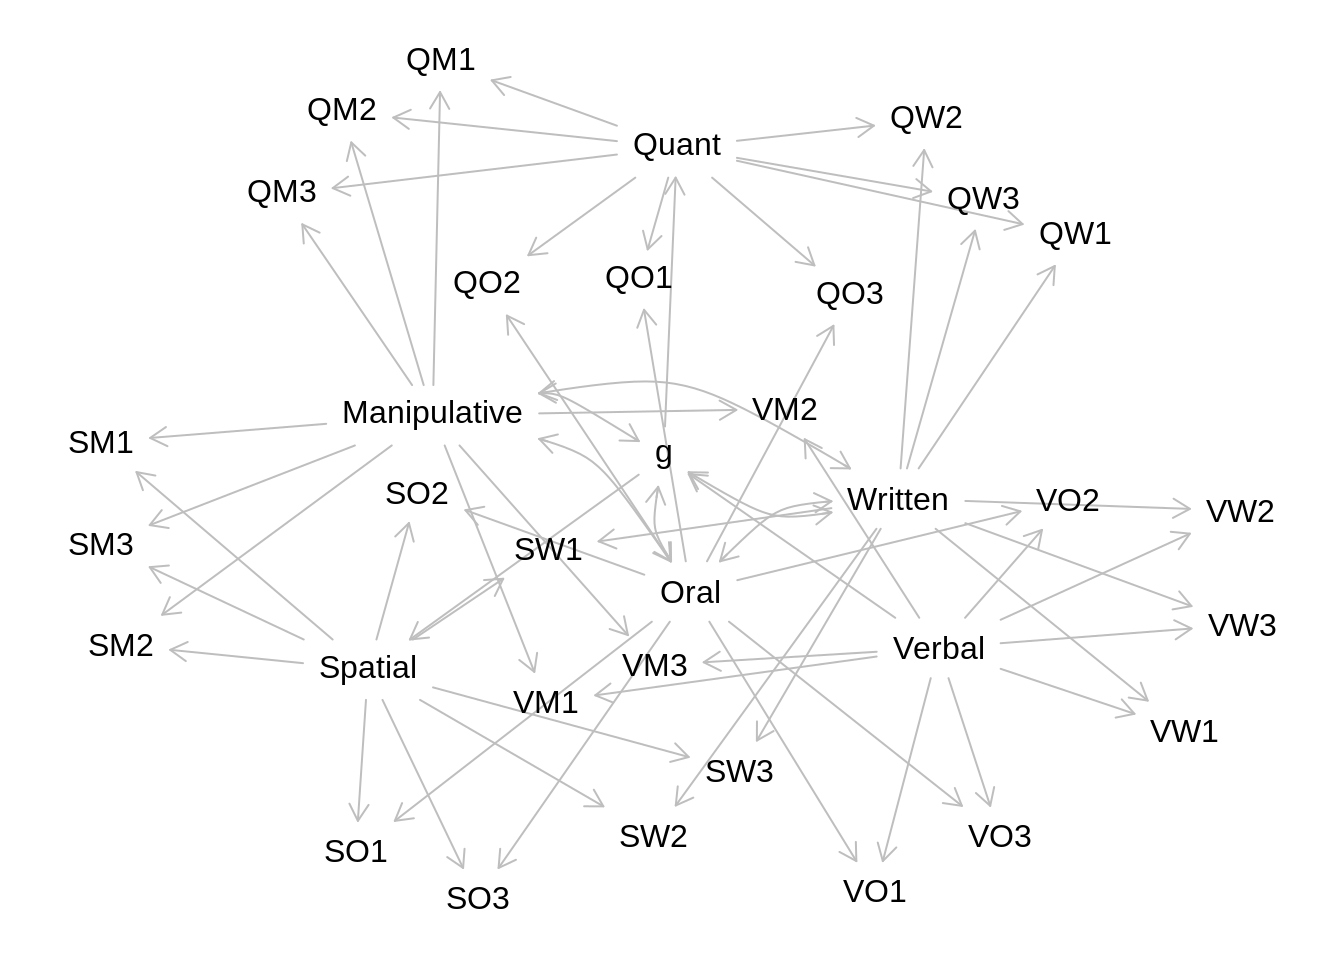 QM1
QM2
QW2
Quant
QM3
QW3
QW1
QO2
QO1
QO3
Manipulative
VM2
SM1
g
SO2
Written
VO2
VW2
SM3
SW1
Oral
VW3
SM2
Spatial
VM3
Verbal
VM1
VW1
SW3
SO1
SW2
VO3
SO3
VO1